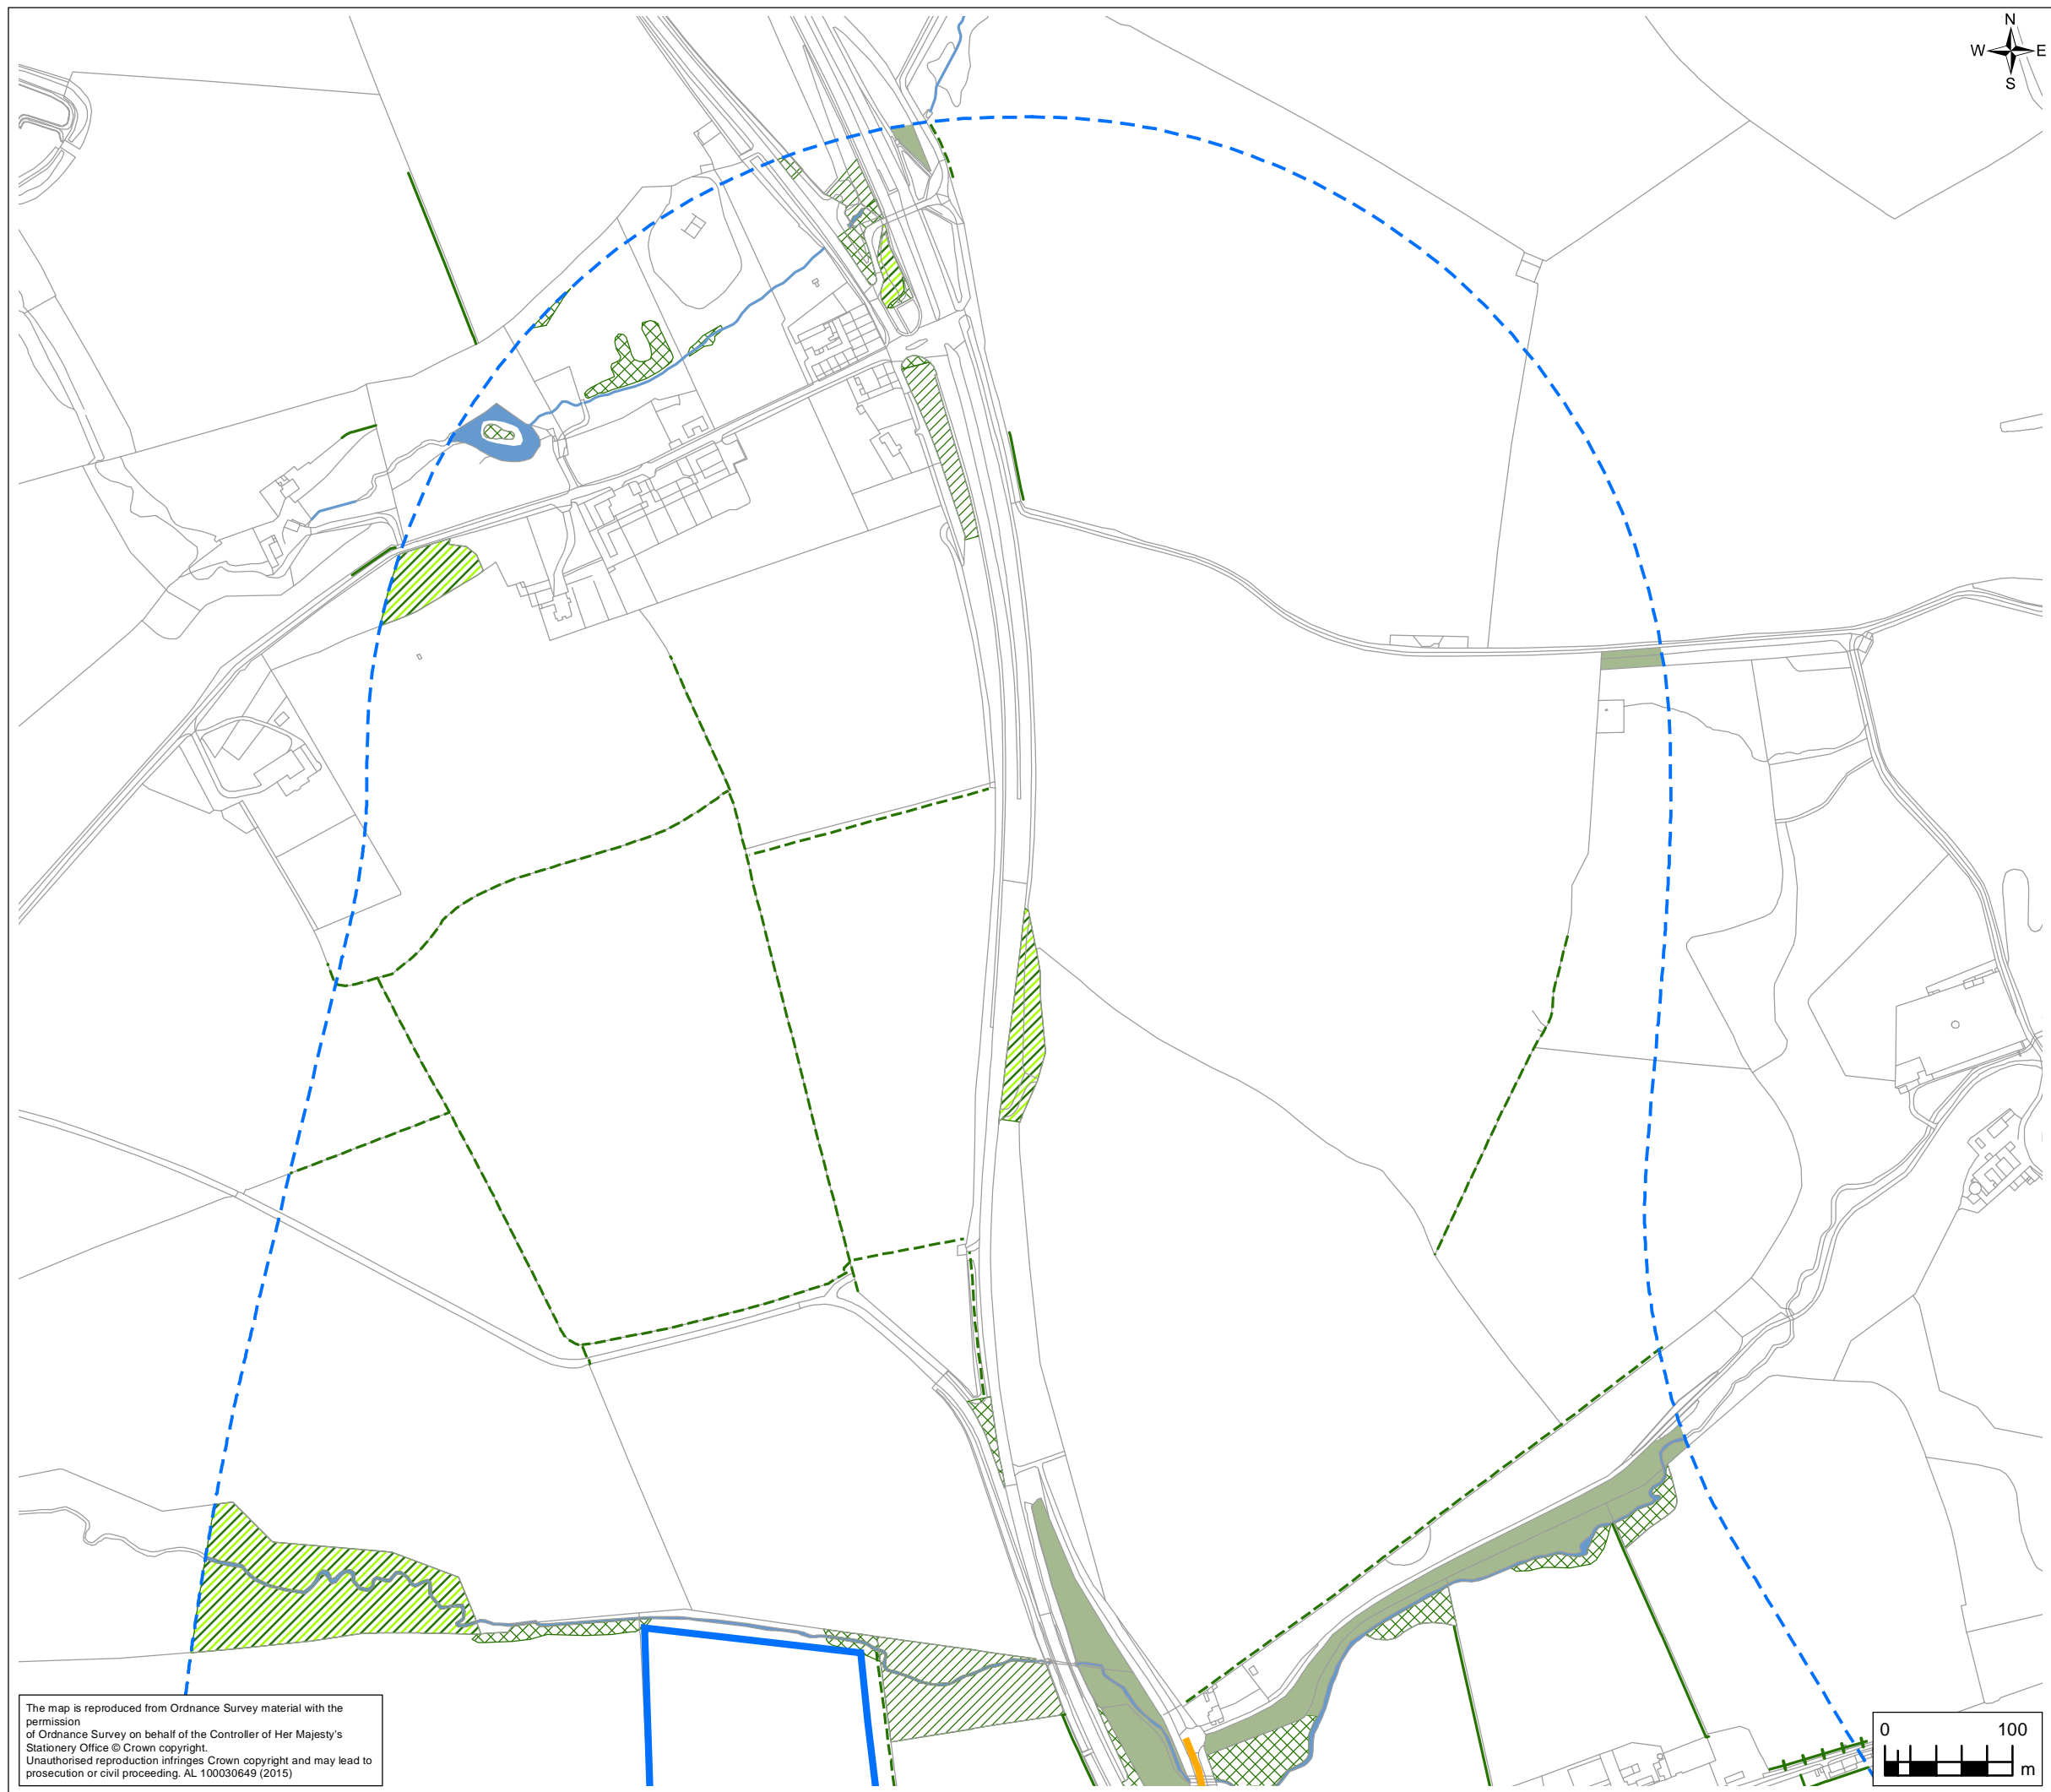 N
W E
S
The map is reproduced from Ordnance Survey material with the
permission
of Ordnance Survey on behalf of the Controller of Her Majesty's
Stationery Office © Crown copyright.
Unauthorised reproduction infringes Crown copyright and may lead to
prosecution or civil proceeding. AL 100030649 (2015)
0 100
m